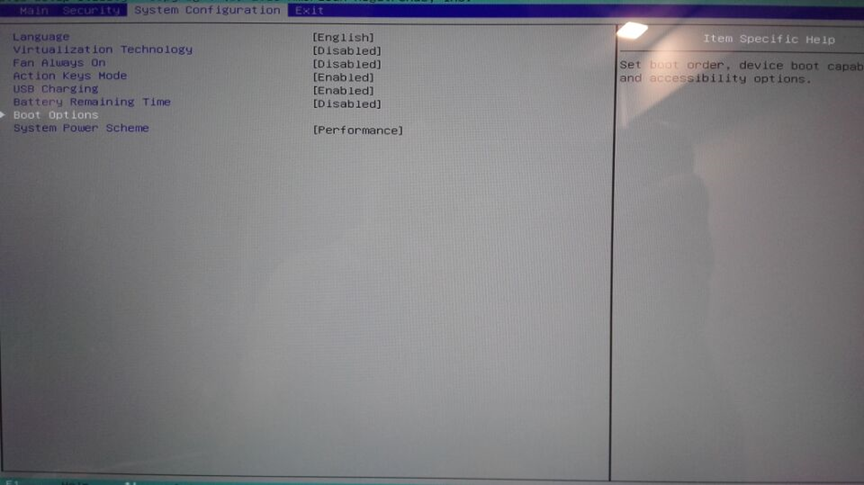 Main Security System Configuration Exit
Language [English]
Virtualization Technology [Disabled]
Fan Always On [Disabled]
Action Keys Mode [Enabled]
USB Charging [Enabled]
Battery Remaining Time [Disabled]
Boot Options
System Power Scheme [Performance]
Item Specific Help
Set boot order, device boot capab
and accessibility options.